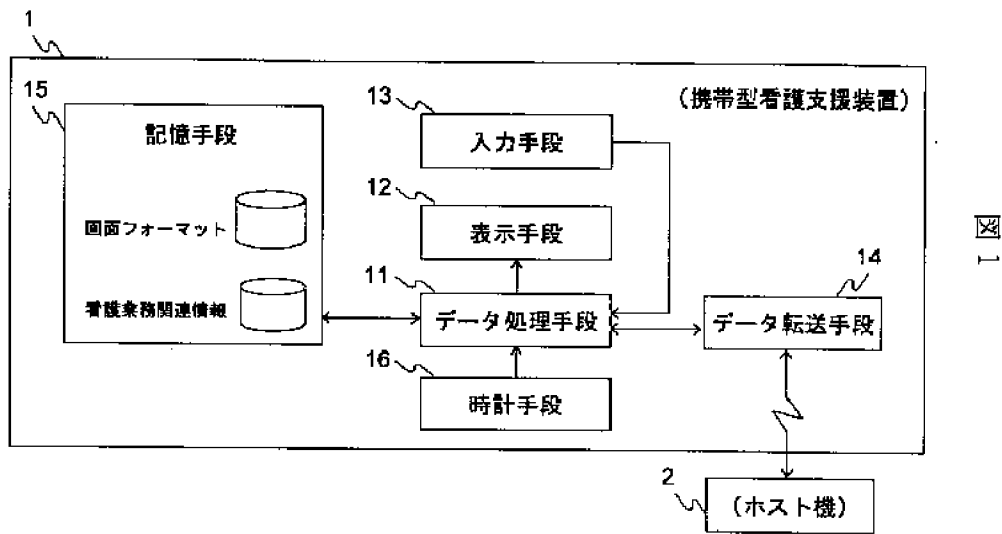 1
15
記憶手段
画面フォーマット
看護業務関連情報
13
入力手段
(携帯型看護支援装置)
12
表示手段
11
データ処理手段
14
データ転送手段
16
時計手段
2
(ホスト機)
図1